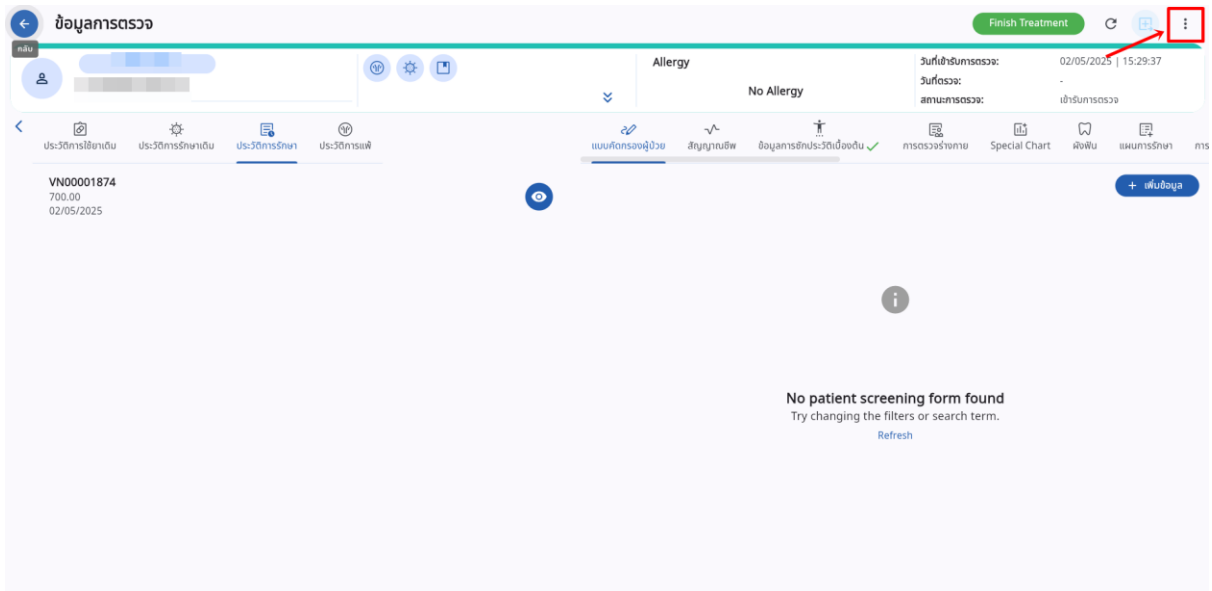 ข้อมูลการตรวจ
Finish Treatment
กลับ
Allergy
No Allergy
วันที่เข้ารับการตรวจ: 02/05/2025 | 15:29:37
วันที่ตรวจ: -
สถานะการตรวจ: เข้ารับการตรวจ
ประวัติการใช้ยาเดิม ประวัติการรักษาเดิม ประวัติการรักษา ประวัติการแพ้
แบบคัดกรองผู้ป่วย สัญญาณชีพ ข้อมูลการซักประวัติเบื้องต้น การตรวจร่างกาย Special Chart ผังฟัน แผนการรักษา การ
VN00001874
700.00
02/05/2025
+ เพิ่มข้อมูล
No patient screening form found
Try changing the filters or search term.
Refresh